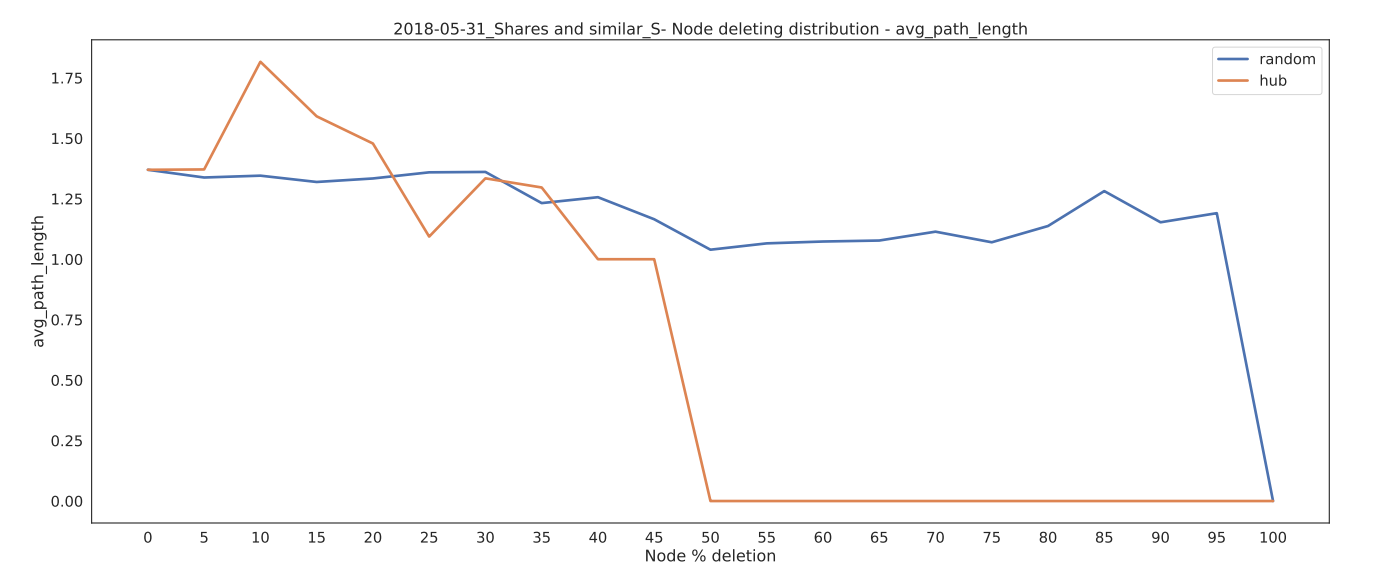 2018-05-31_Shares and similar_S- Node deleting distribution - avg_path_length
random
hub
avg_path_length
1.75
1.50
1.25
1.00
0.75
0.50
0.25
0.00
0 5 10 15 20 25 30 35 40 45 50 55 60 65 70 75 80 85 90 95 100
Node % deletion